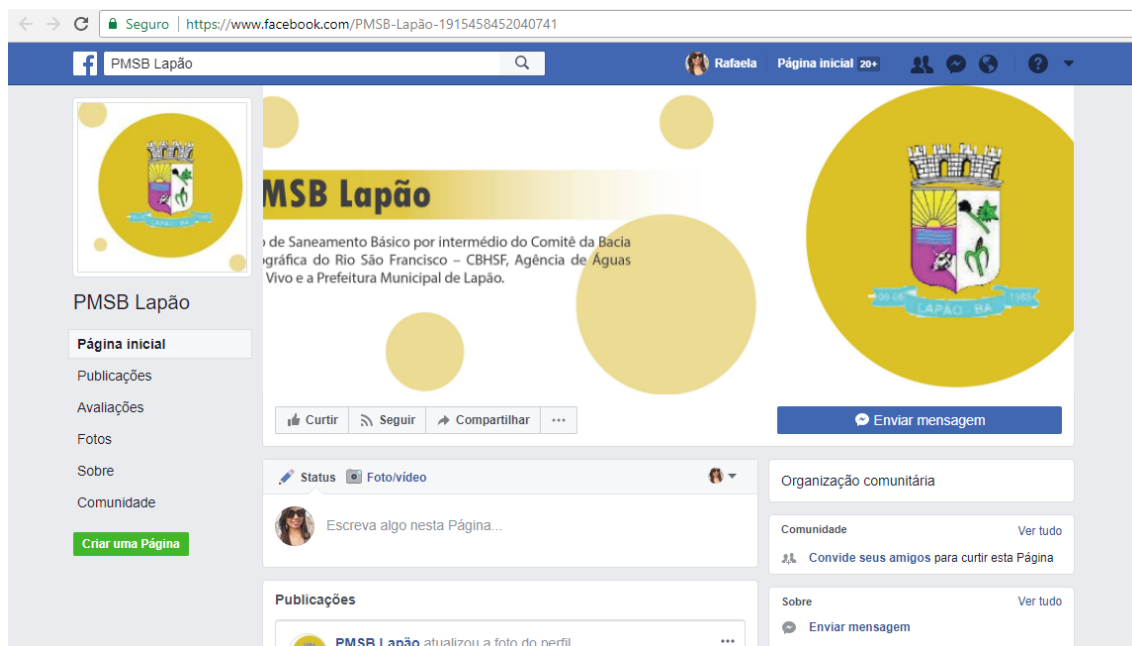 Seguro | https://www.facebook.com/PMSB-Lapão-1915458452040741
PMSB Lapão
Rafaela
Página inicial 20+
MSB Lapão
de Saneamento Básico por intermédio do Comitê da Bacia
ográfica do Rio São Francisco – CBHSF, Agência de Águas
Vivo e a Prefeitura Municipal de Lapão.
LAPÃO BA
1985
PMSB Lapão
Página inicial
Publicações
Avaliações
Fotos
Sobre
Comunidade
Criar uma Página
Curtir
Seguir
Compartilhar
Enviar mensagem
Status
Foto/vídeo
Escreva algo nesta Página...
Publicações
PMSB Lapão atualizou a foto do perfil
Organização comunitária
Comunidade
Ver tudo
Convide seus amigos para curtir esta Página
Sobre
Ver tudo
Enviar mensagem